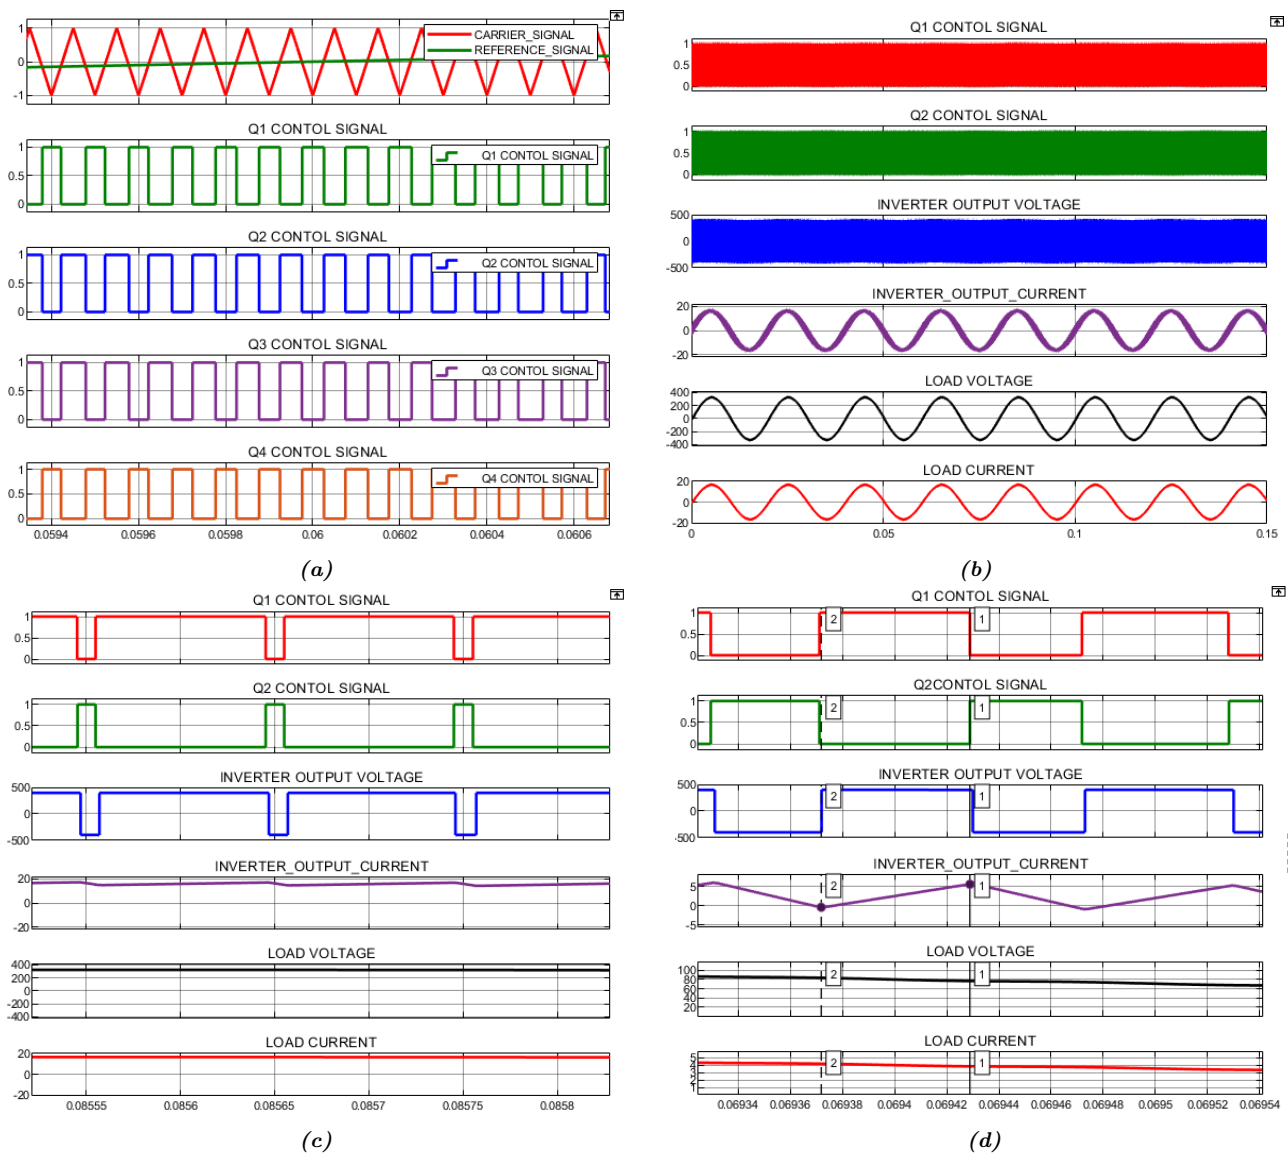 CARRIER_SIGNAL
REFERENCE_SIGNAL
1
0
-1
Q1 CONTOL SIGNAL
Q1 CONTOL SIGNAL
1
0.5
0
Q2 CONTOL SIGNAL
Q2 CONTOL SIGNAL
1
0.5
0
Q3 CONTOL SIGNAL
Q3 CONTOL SIGNAL
1
0.5
0
Q4 CONTOL SIGNAL
Q4 CONTOL SIGNAL
1
0.5
0
0.0594 0.0596 0.0598 0.06 0.0602 0.0604 0.0606
(a)
Q1 CONTOL SIGNAL
1
0.5
0
Q2 CONTOL SIGNAL
1
0.5
0
INVERTER OUTPUT VOLTAGE
500
0
-500
INVERTER_OUTPUT_CURRENT
20
0
-20
LOAD VOLTAGE
400
200
0
-200
-400
LOAD CURRENT
20
0
-20
0 0.05 0.1 0.15
(b)
Q1 CONTOL SIGNAL
1
0.5
0
Q2 CONTOL SIGNAL
1
0.5
0
INVERTER OUTPUT VOLTAGE
500
0
-500
INVERTER_OUTPUT_CURRENT
20
0
-20
LOAD VOLTAGE
400
200
0
-200
-400
LOAD CURRENT
20
0
-20
0.08555 0.0856 0.08565 0.0857 0.08575 0.0858
(c)
Q1 CONTOL SIGNAL
1
0.5
0
2 1
Q2CONTOL SIGNAL
1
0.5
0
2 1
INVERTER OUTPUT VOLTAGE
500
0
-500
2 1
INVERTER_OUTPUT_CURRENT
5
0
-5
2 1
LOAD VOLTAGE
100
80
60
40
20
2 1
LOAD CURRENT
5
4
3
2
1
2 1
0.06934 0.06936 0.06938 0.0694 0.06942 0.06944 0.06946 0.06948 0.0695 0.06952 0.06954
(d)